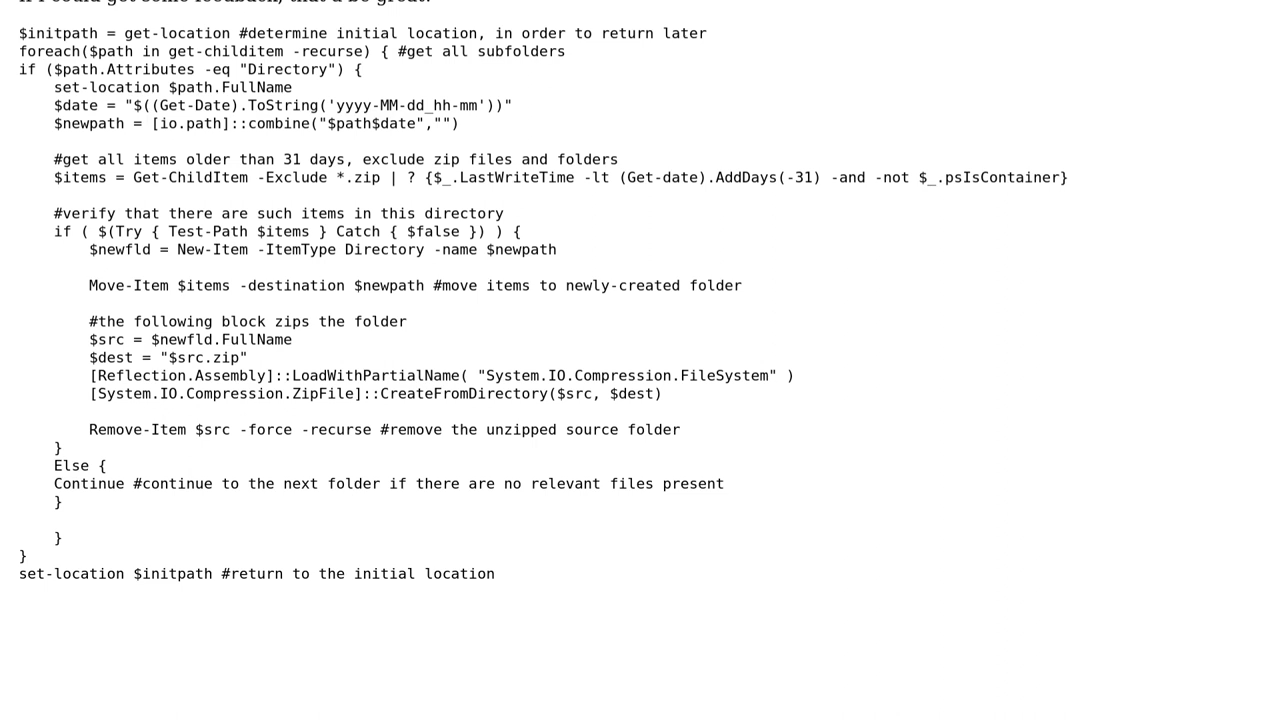 If I could get some feedback, that'd be great.
$initpath = get-location #determine initial location, in order to return later
foreach($path in get-childitem -recurse) { #get all subfolders
if ($path.Attributes -eq "Directory") {
    set-location $path.FullName
    $date = "$((Get-Date).ToString('yyyy-MM-dd_hh-mm'))"
    $newpath = [io.path]::combine("$path$date","")

    #get all items older than 31 days, exclude zip files and folders
    $items = Get-ChildItem -Exclude *.zip | ? {$_.LastWriteTime -lt (Get-date).AddDays(-31) -and -not $_.psIsContainer}

    #verify that there are such items in this directory
    if ( $(Try { Test-Path $items } Catch { $false }) ) {
        $newfld = New-Item -ItemType Directory -name $newpath

        Move-Item $items -destination $newpath #move items to newly-created folder

        #the following block zips the folder
        $src = $newfld.FullName
        $dest = "$src.zip"
        [Reflection.Assembly]::LoadWithPartialName( "System.IO.Compression.FileSystem" )
        [System.IO.Compression.ZipFile]::CreateFromDirectory($src, $dest)

        Remove-Item $src -force -recurse #remove the unzipped source folder
    }
    Else {
    Continue #continue to the next folder if there are no relevant files present
    }

    }
}
set-location $initpath #return to the initial location